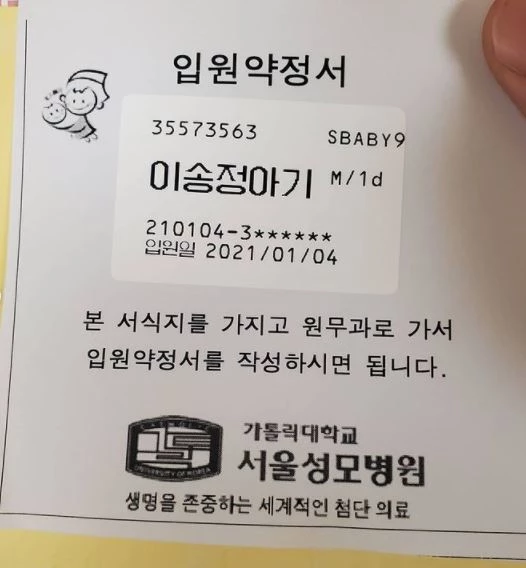 입원약정서
35573563 SBABY9
이송정아기 M/1d
210104-3******
입원일 2021/01/04
본 서식지를 가지고 원무과로 가서
입원약정서를 작성하시면 됩니다.
CATHOLIC
UNIVERSITY OF KOREA
가톨릭대학교
서울성모병원
생명을 존중하는 세계적인 첨단 의료